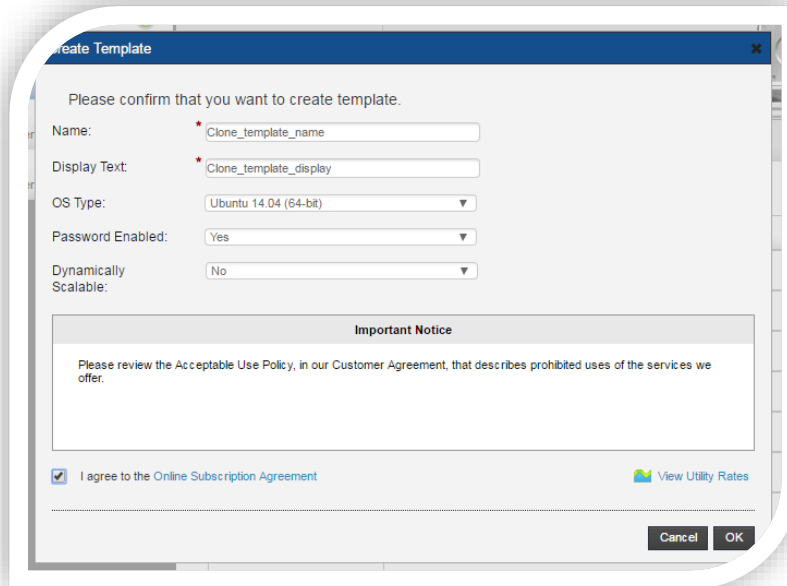 reate Template
Please confirm that you want to create template.
Name: * Clone_template_name
Display Text: * Clone_template_display
OS Type: Ubuntu 14.04 (64-bit)
Password Enabled: Yes
Dynamically
Scalable: No
Important Notice
Please review the Acceptable Use Policy, in our Customer Agreement, that describes prohibited uses of the services we
offer.
I agree to the Online Subscription Agreement
View Utility Rates
Cancel OK